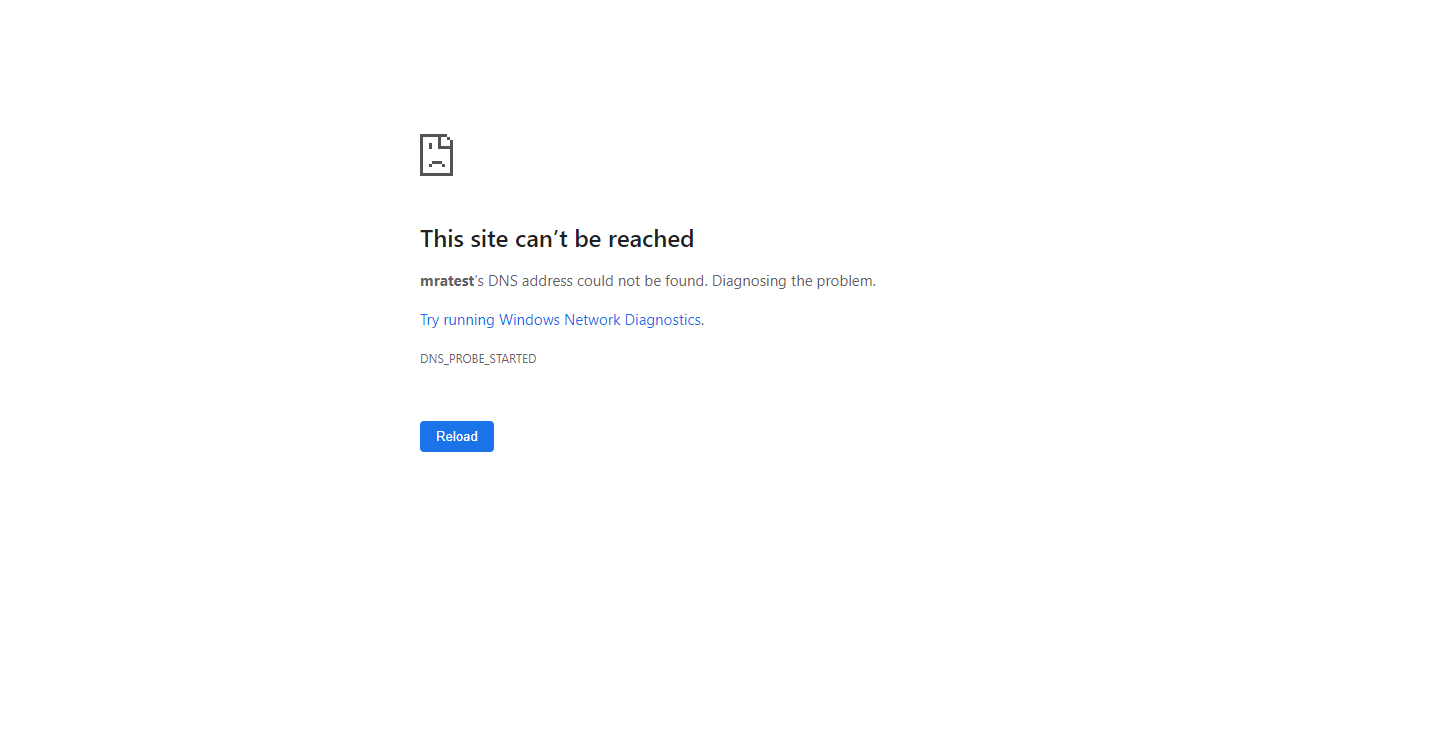 This site can’t be reached
mratest’s DNS address could not be found. Diagnosing the problem.
Try running Windows Network Diagnostics.
DNS_PROBE_STARTED
Reload